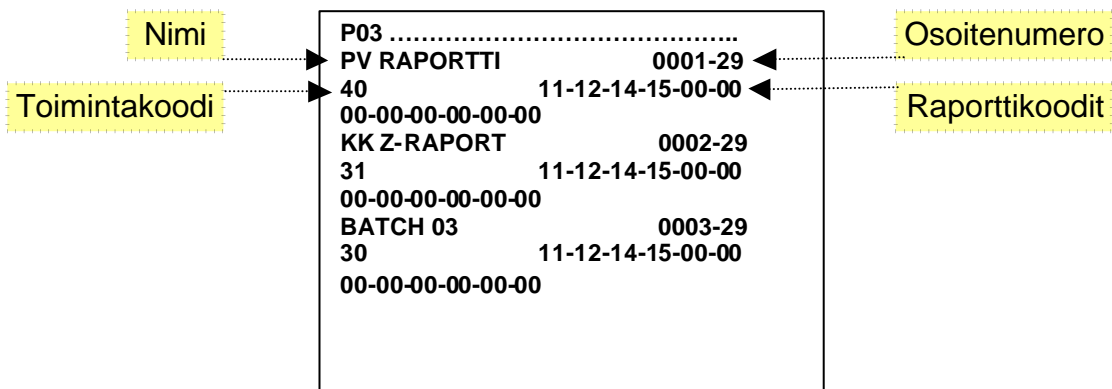 Nimi
Osoitenumero
Toimintakoodi
Raporttikoodit
P03 ……………………………………..
PV RAPORTTI 0001-29
40 11-12-14-15-00-00
00-00-00-00-00-00
KK Z-RAPORT 0002-29
31 11-12-14-15-00-00
00-00-00-00-00-00
BATCH 03 0003-29
30 11-12-14-15-00-00
00-00-00-00-00-00